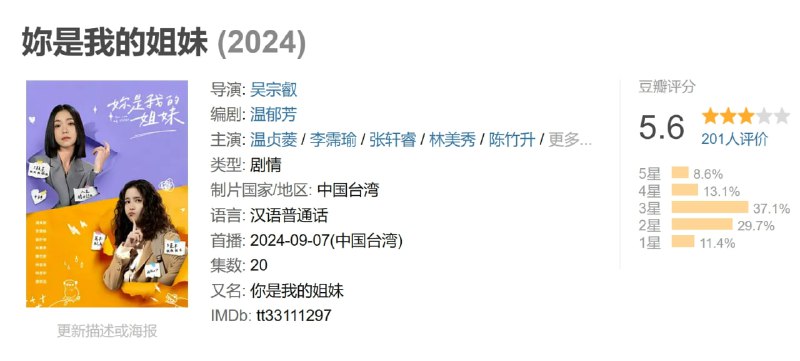 妳是我的姐妹 (2024)
妳是我的
姐妹
导演: 吴宗叡
编剧: 温郁芳
主演: 温贞菱 / 李霈瑜 / 张轩睿 / 林美秀 / 陈竹升 / 更多...
类型: 剧情
制片国家/地区: 中国台湾
语言: 汉语普通话
首播: 2024-09-07(中国台湾)
集数: 20
又名: 你是我的姐妹
IMDb: tt33111297
更新描述或海报
豆瓣评分
5.6
201人评价
5星 8.6%
4星 13.1%
3星 37.1%
2星 29.7%
1星 11.4%